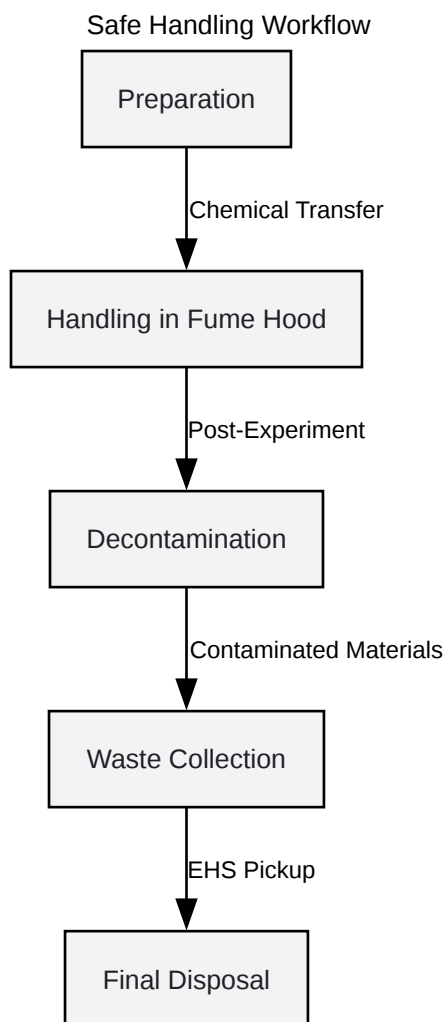 Safe Handling Workflow
Preparation
Chemical Transfer
Handling in Fume Hood
Post-Experiment
Decontamination
Contaminated Materials
Waste Collection
EHS Pickup
Final Disposal